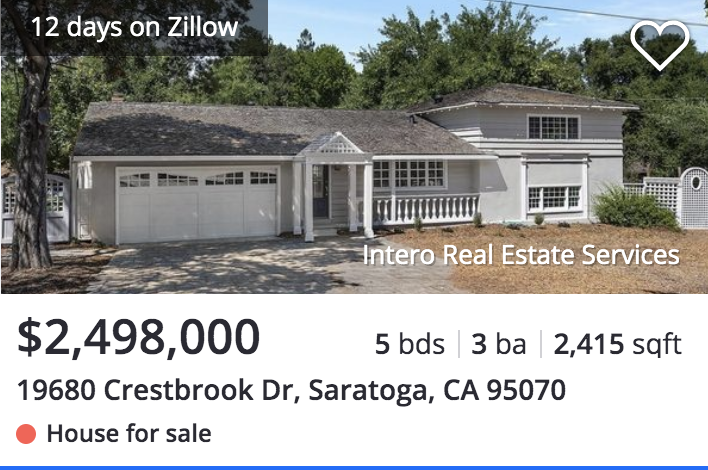 12 days on Zillow
Intero Real Estate Services
$2,498,000 5 bds | 3 ba | 2,415 sqft
19680 Crestbrook Dr, Saratoga, CA 95070
House for sale